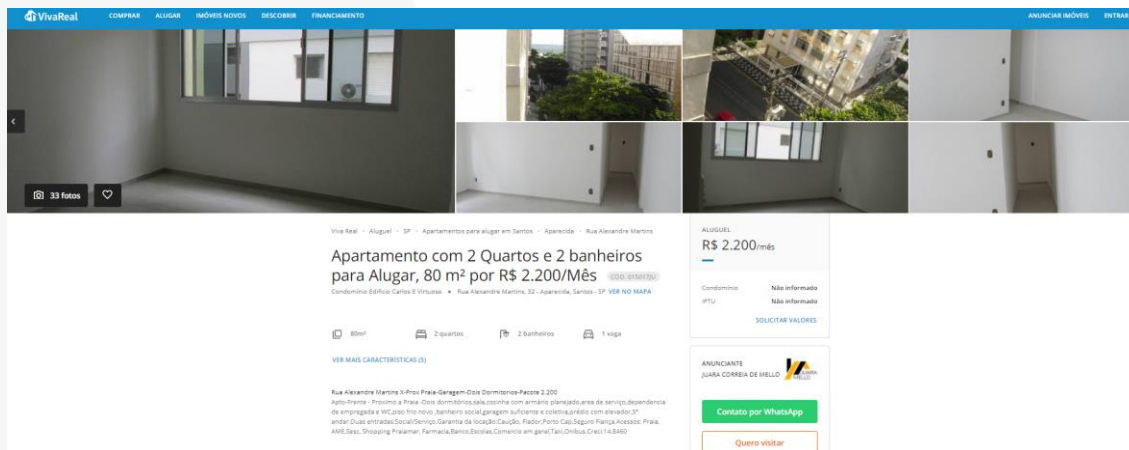 VivaReal
COMPRAR
ALUGAR
IMÓVEIS NOVOS
DESCOBRIR
FINANCIAMENTO
ANUNCIAR IMÓVEIS
ENTRAR
33 fotos
Viva Real - Aluguel - SP - Apartamentos para alugar em Santos - Aparecida - Rua Alexandre Martins
Apartamento com 2 Quartos e 2 banheiros
para Alugar, 80 m² por R$ 2.200/Mês
Condomínio Edifício Carlos E Virtuoso • Rua Alexandre Martins, 32 - Aparecida, Santos - SP VER NO MAPA
80m²
2 quartos
2 banheiros
1 vaga
VER MAIS CARACTERÍSTICAS (5)
Rua Alexandre Martins X-Prox Praia-Garagem-Dois Dormitorios-Pacote 2.200
Apto-Frente - Proximo a Praia -Dois dormitórios,sala,cozinha com armário planejado,area de serviço,dependencia
de empregada e WC,piso frio novo ,banheiro social,garagem suficiente e coletiva,prédio com elevador,3º
andar.Duas entradas:Social/Serviço.Garantia da locação:Caução, Fiador,Porto Cap,Seguro Fiança.Acessos: Praia,
AME,Sesc, Shopping Praiamar, Farmacia,Banco,Escolas,Comercio em geral,Taxi,Onibus.Creci14.8460
ALUGUEL
R$ 2.200/mês
Condomínio Não informado
IPTU Não informado
SOLICITAR VALORES
ANUNCIANTE
JUARA CORREIA DE MELLO
Contato por WhatsApp
Quero visitar